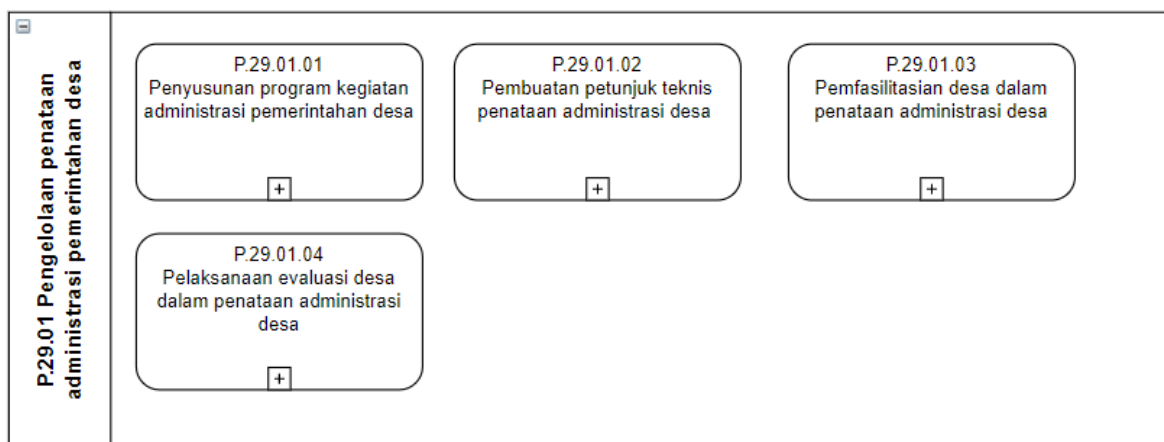 P.29.01 Pengelolaan penataan
administrasi pemerintahan desa
P.29.01.01
Penyusunan program kegiatan
administrasi pemerintahan desa
P.29.01.02
Pembuatan petunjuk teknis
penataan administrasi desa
P.29.01.03
Pemfasilitasian desa dalam
penataan administrasi desa
P.29.01.04
Pelaksanaan evaluasi desa
dalam penataan administrasi
desa